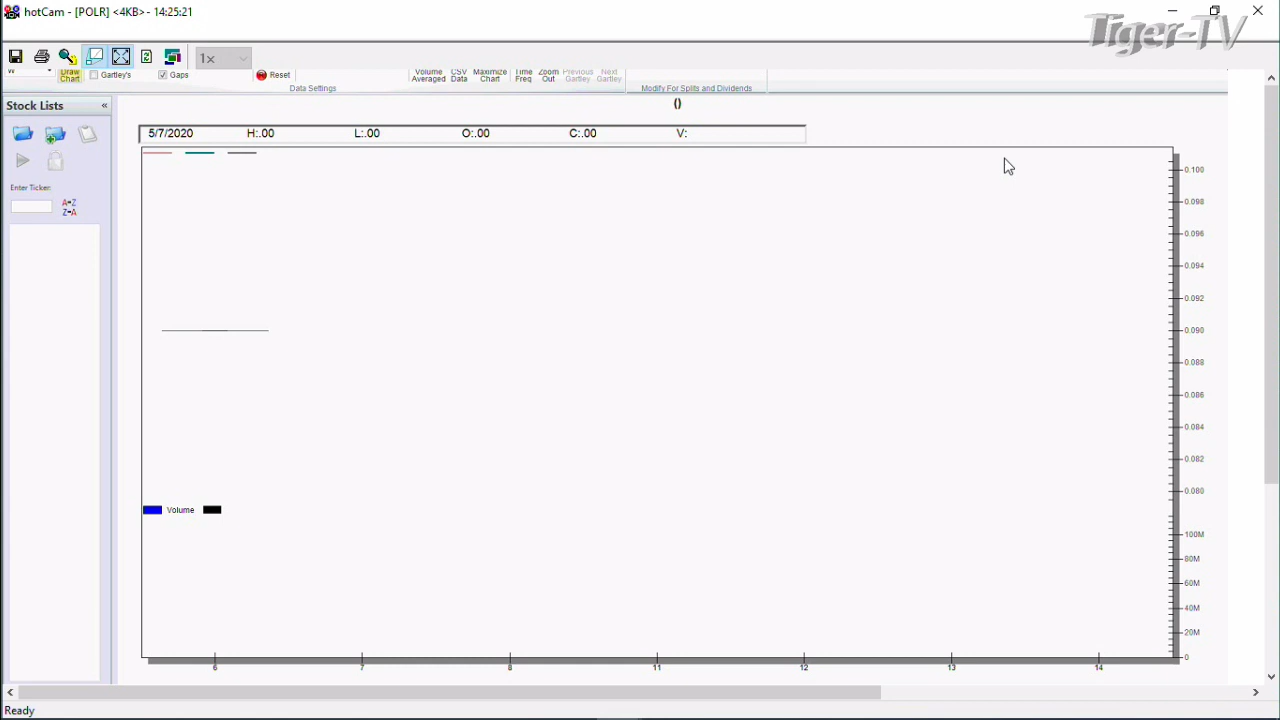 hotCam - [POLR] <4KB> - 14:25:21
Tiger-TV
1x
W
Draw Chart
Gartley's
Gaps
Reset
Volume Averaged
CSV Data
Maximize Chart
Time Freq
Zoom Out
Previous Gartley
Next Gartley
Data Settings
Modify For Splits and Dividends
Stock Lists «
()
5/7/2020 H:.00 L:.00 O:.00 C:.00 V:
Enter Ticker:
A Z
Z A
0.100
0.098
0.096
0.094
0.092
0.090
0.088
0.086
0.084
0.082
0.080
Volume
100M
80M
60M
40M
20M
0
6 7 8 11 12 13 14
Ready